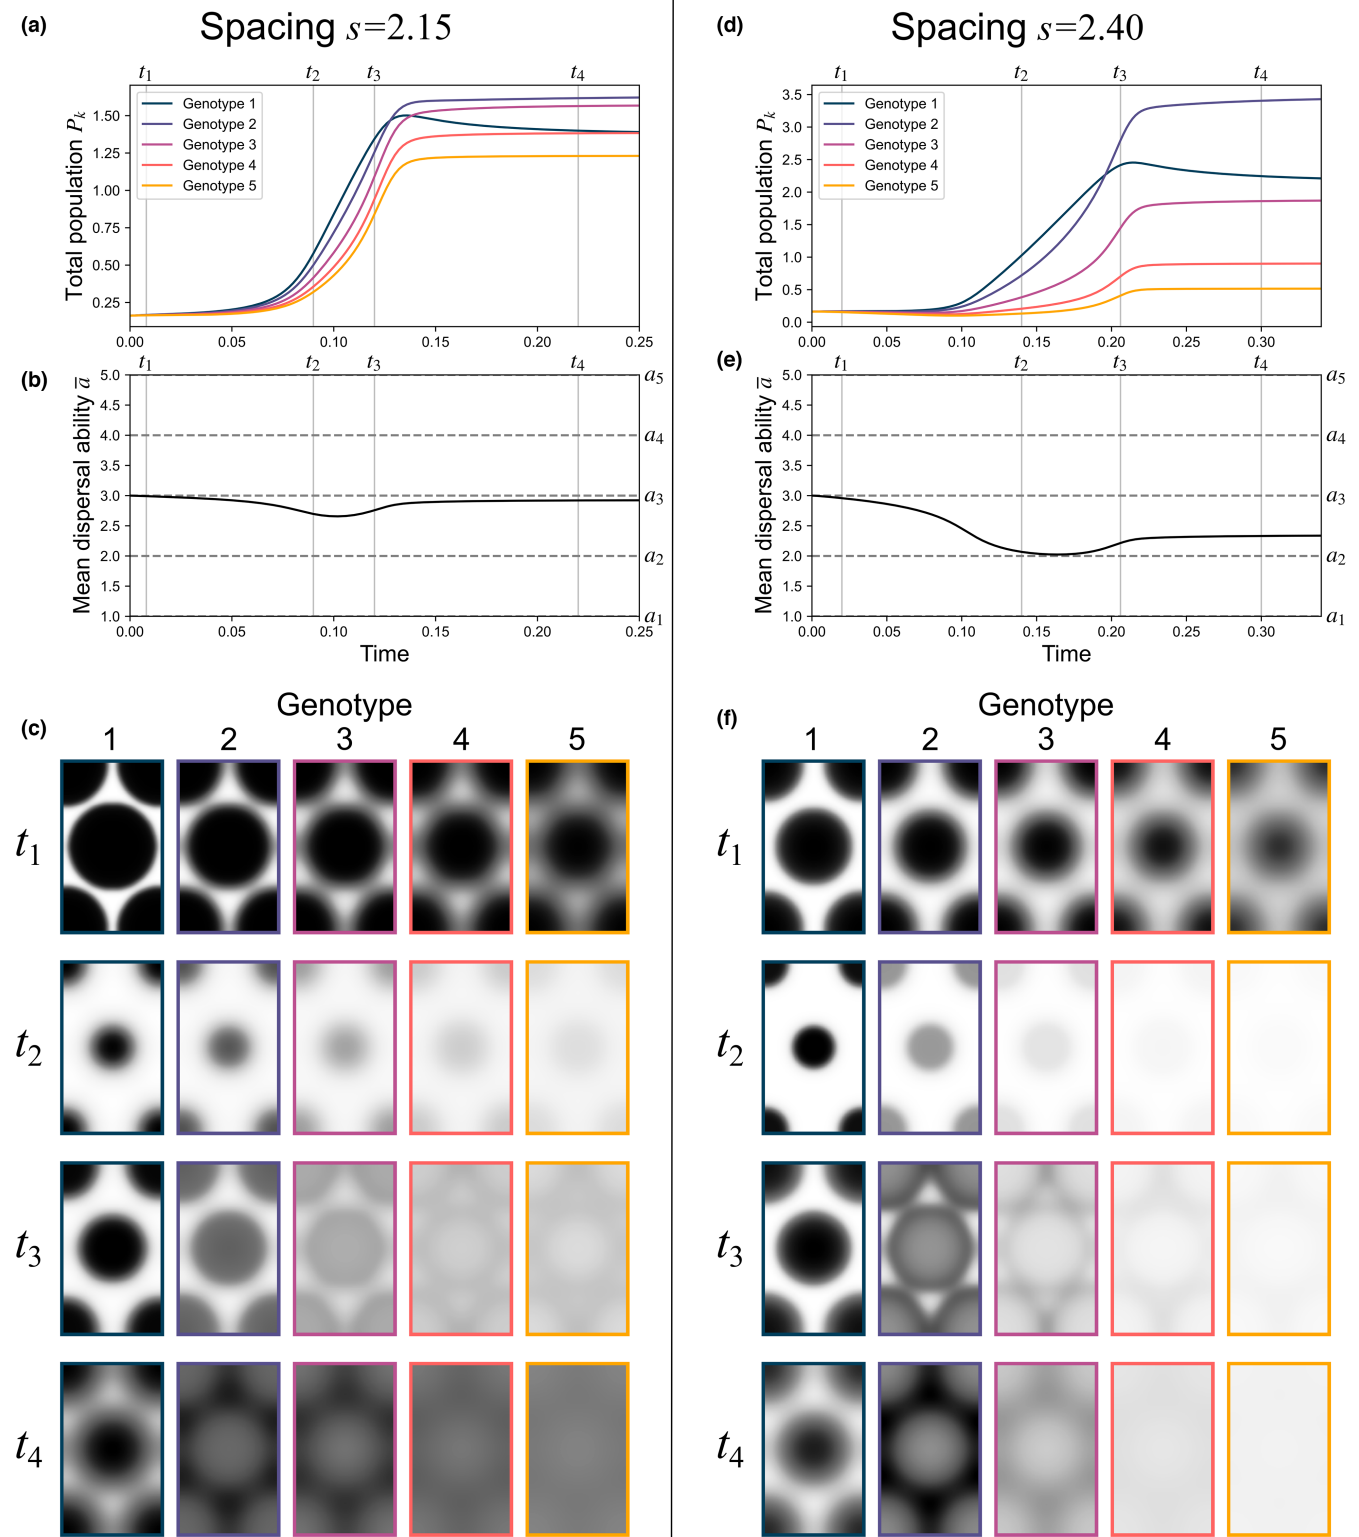 (a)
Spacing s=2.15
t1 t2 t3 t4
Total population Pk
1.50
1.25
1.00
0.75
0.50
0.25
Genotype 1
Genotype 2
Genotype 3
Genotype 4
Genotype 5
0.00 0.05 0.10 0.15 0.20 0.25
(b)
t1 t2 t3 t4
Mean dispersal ability a̅
5.0
4.5
4.0
3.5
3.0
2.5
2.0
1.5
1.0
a5
a4
a3
a2
a1
0.00 0.05 0.10 0.15 0.20 0.25
Time
(c)
Genotype
1 2 3 4 5
t1
t2
t3
t4
(d)
Spacing s=2.40
t1 t2 t3 t4
Total population Pk
3.5
3.0
2.5
2.0
1.5
1.0
0.5
0.0
Genotype 1
Genotype 2
Genotype 3
Genotype 4
Genotype 5
0.00 0.05 0.10 0.15 0.20 0.25 0.30
(e)
t1 t2 t3 t4
Mean dispersal ability a̅
5.0
4.5
4.0
3.5
3.0
2.5
2.0
1.5
1.0
a5
a4
a3
a2
a1
0.00 0.05 0.10 0.15 0.20 0.25 0.30
Time
(f)
Genotype
1 2 3 4 5
t1
t2
t3
t4